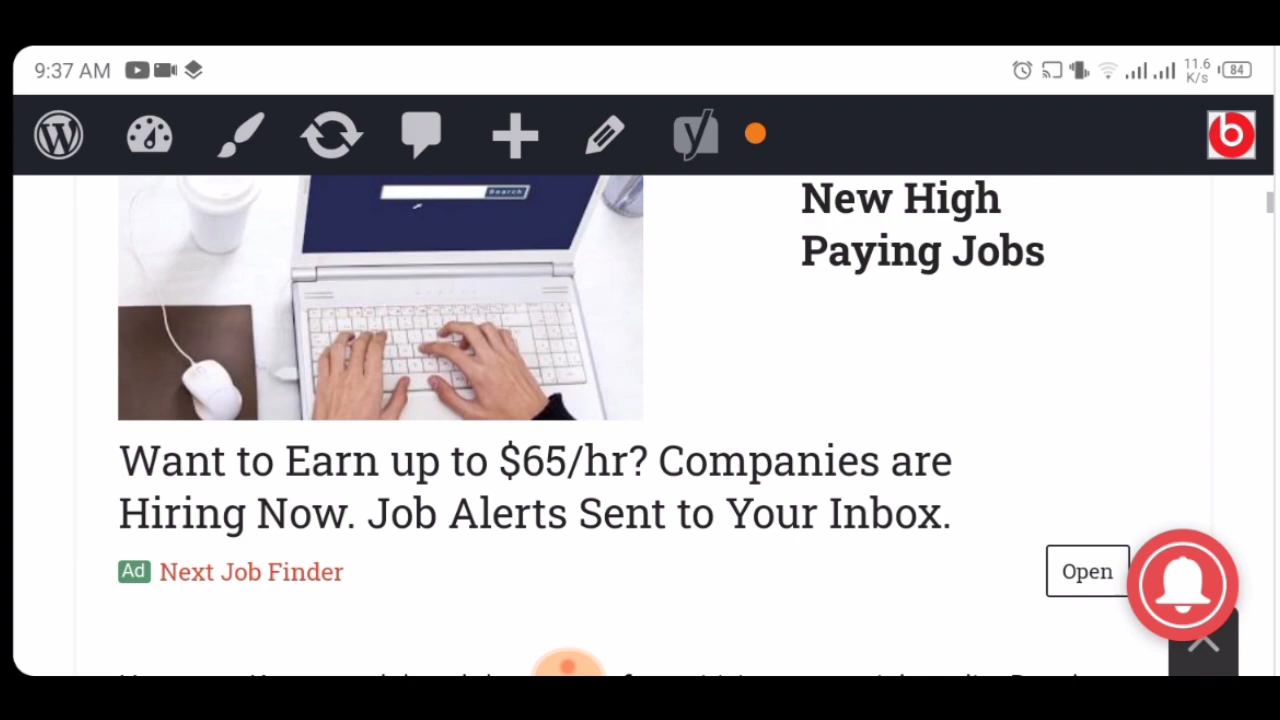 9:37 AM
11.6
K/s
84
Search
New High
Paying Jobs
Want to Earn up to $65/hr? Companies are
Hiring Now. Job Alerts Sent to Your Inbox.
Ad Next Job Finder
Open